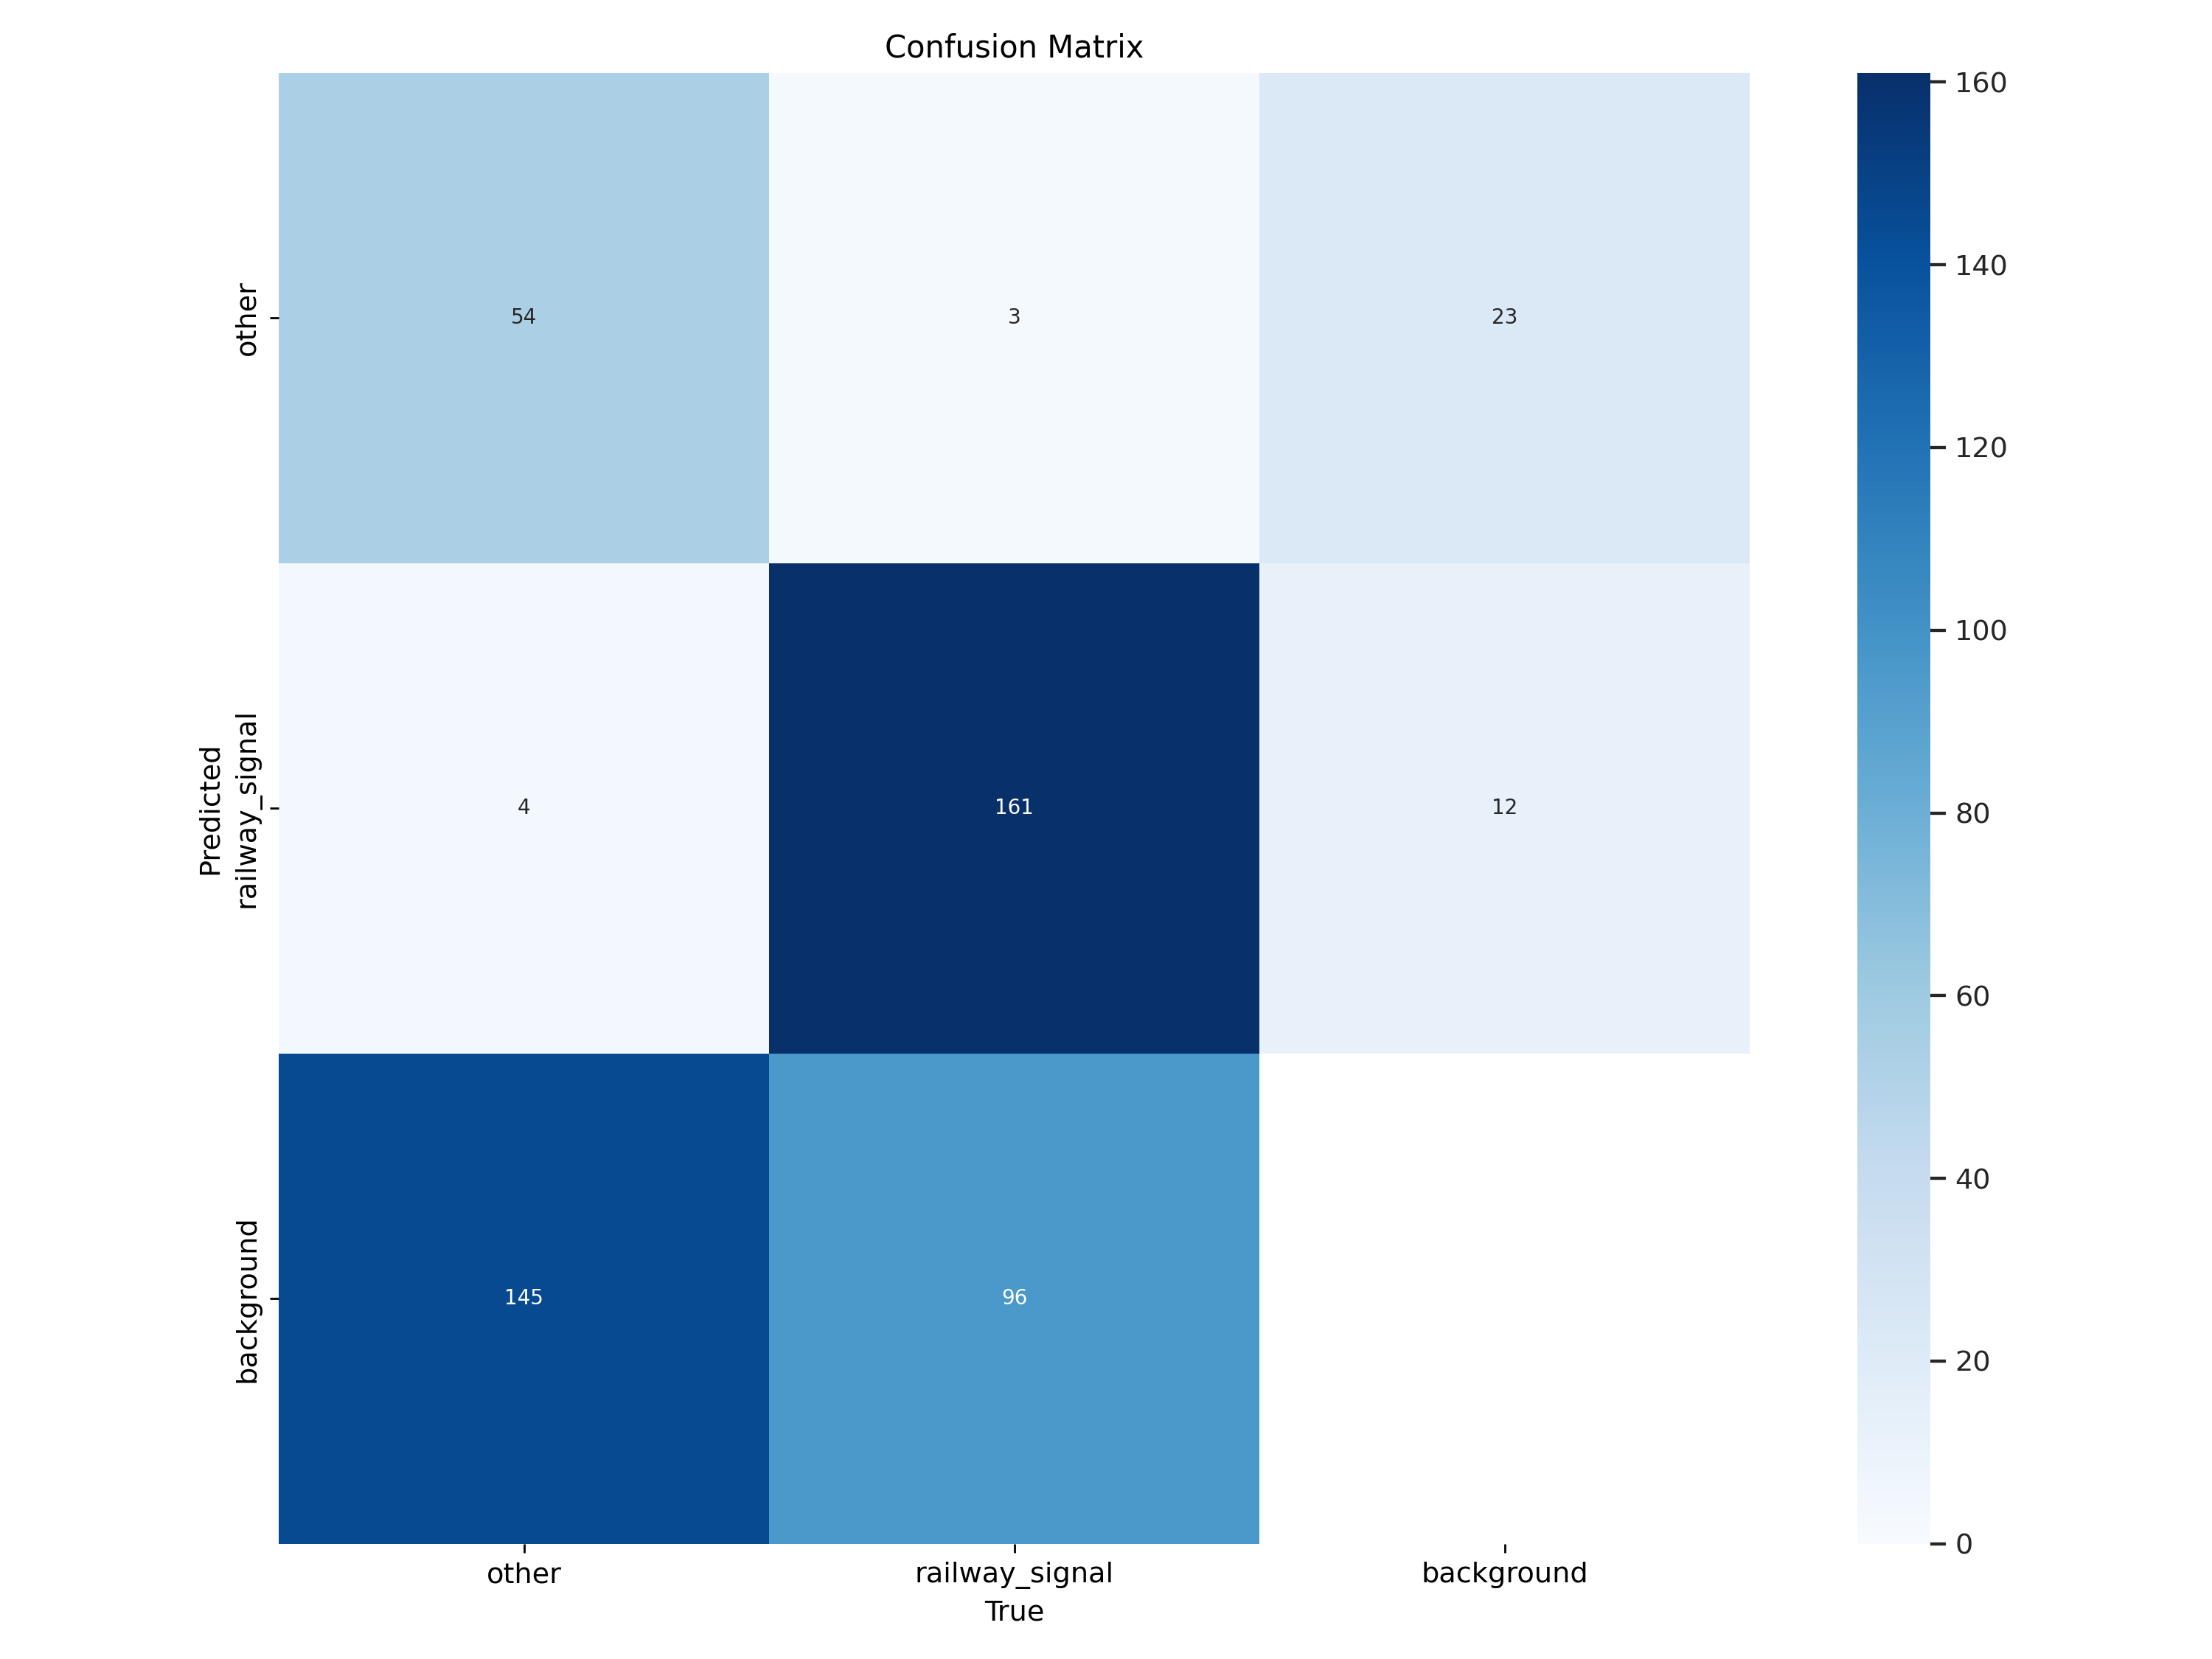 Confusion Matrix
other
54
3
23
Predicted
railway_signal
4
161
12
background
145
96
other
railway_signal
background
True
160
140
120
100
80
60
40
20
0